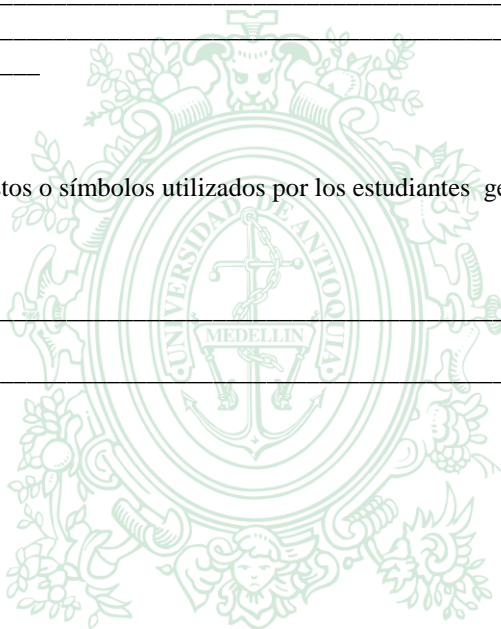 tos o símbolos utilizados por los estudiantes ge
UNIVERSIDAD DE ANTIOQUIA
MEDELLIN